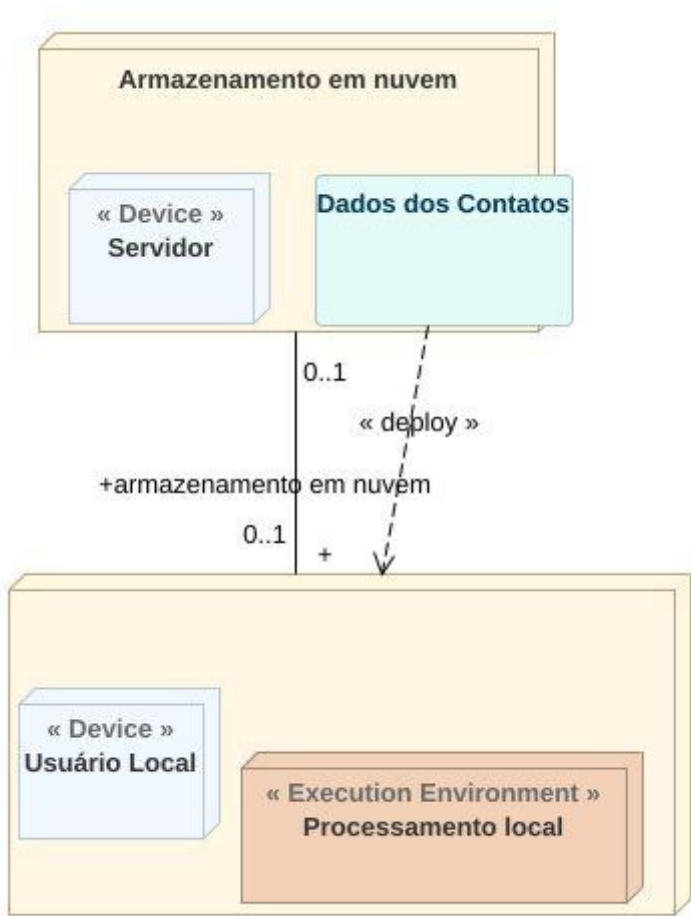 Armazenamento em nuvem
« Device »
Servidor
Dados dos Contatos
0..1
« deploy »
+armazenamento em nuvem
0..1
+
« Device »
Usuário Local
« Execution Environment »
Processamento local